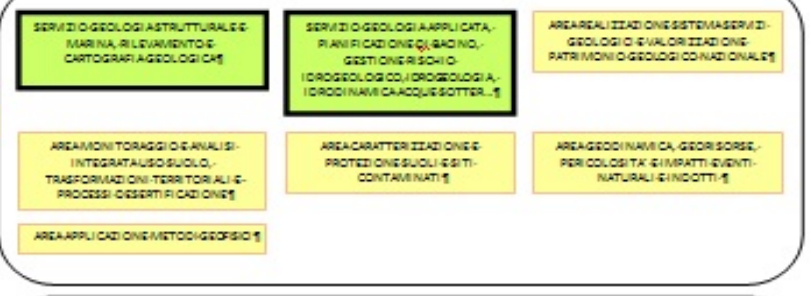 SERVIZIO·GEOLOGIA·STRUTTURALE·E·
MARINA,·RILEVAMENTO·E·
CARTOGRAFIA·GEOLOGICA¶
SERVIZIO·GEOLOGIA·APPLICATA,·
PIANIFICAZIONE·DI·BACINO,·
GESTIONE·RISCHIO·
IDROGEOLOGICO,·IDROGEOLOGIA,·
IDRODINAMICA·ACQUE·SOTTER...¶
AREA·REALIZZAZIONE·SISTEMA·SERVIZI·
GEOLOGICI·E·VALORIZZAZIONE·
PATRIMONIO·GEOLOGICO·NAZIONALE¶
AREA·MONITORAGGIO·E·ANALISI·
INTEGRATA·USO·SUOLO,·
TRASFORMAZIONI·TERRITORIALI·E·
PROCESSI·DESERTIFICAZIONE¶
AREA·CARATTERIZZAZIONE·E·
PROTEZIONE·SUOLI·E·SITI·
CONTAMINATI¶
AREA·GEODINAMICA,·GEORISORSE,·
PERICOLOSITA'·E·IMPATTI·EVENTI·
NATURALI·E·INDOTTI·¶
AREA·APPLICAZIONE·METODI·GEOFISICI¶